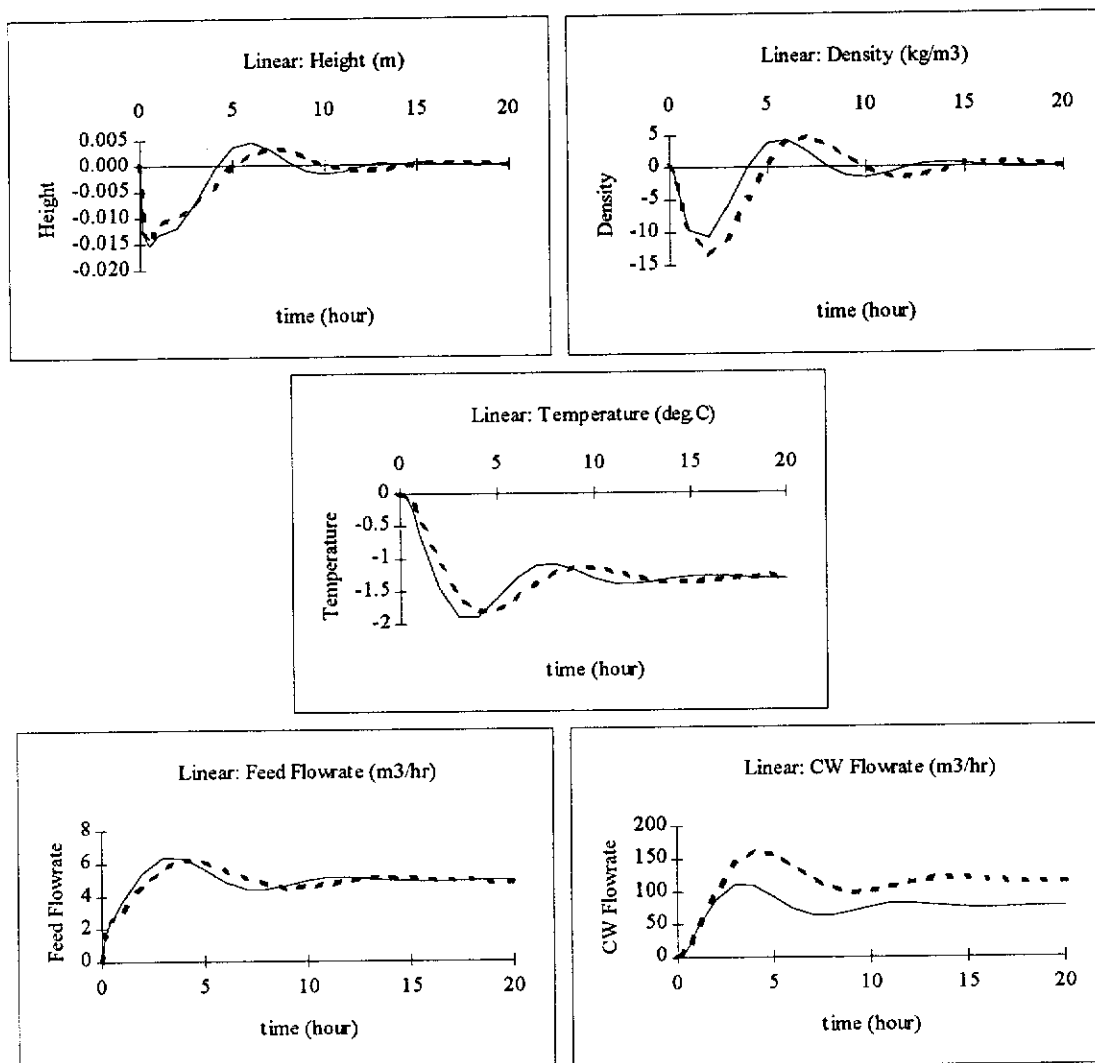 Linear: Height (m)
0 5 10 15 20
0.005
0.000
-0.005
-0.010
-0.015
-0.020
Height
time (hour)
Linear: Density (kg/m3)
0 5 10 15 20
5
0
-5
-10
-15
Density
time (hour)
Linear: Temperature (deg.C)
0 5 10 15 20
0
-0.5
-1
-1.5
-2
Temperature
time (hour)
Linear: Feed Flowrate (m3/hr)
8
6
4
2
0
Feed Flowrate
0 5 10 15 20
time (hour)
Linear: CW Flowrate (m3/hr)
200
150
100
50
0
CW Flowrate
0 5 10 15 20
time (hour)